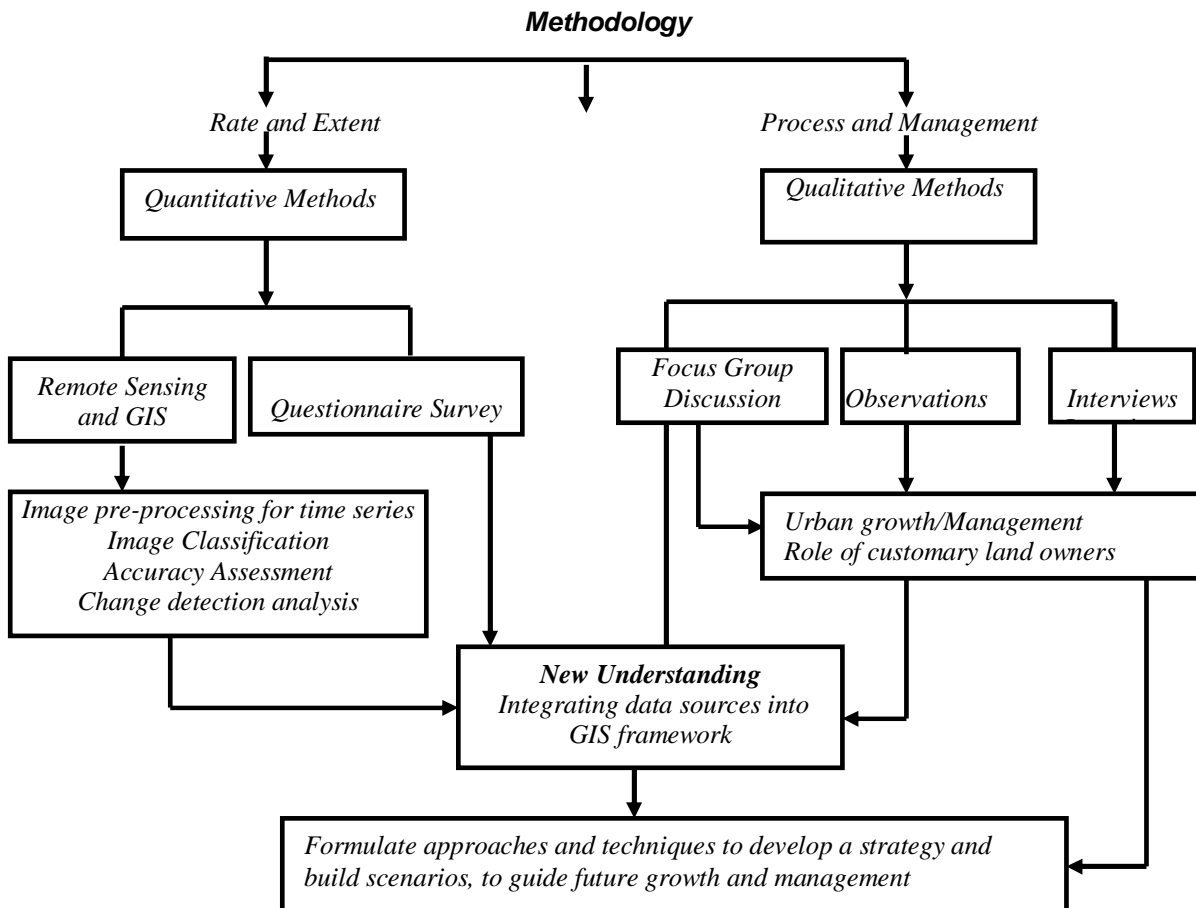 Methodology
Rate and Extent
Process and Management
Quantitative Methods
Qualitative Methods
Remote Sensing
and GIS
Questionnaire Survey
Focus Group
Discussion
Observations
Interviews
Image pre-processing for time series
Image Classification
Accuracy Assessment
Change detection analysis
Urban growth/Management
Role of customary land owners
New Understanding
Integrating data sources into
GIS framework
Formulate approaches and techniques to develop a strategy and
build scenarios, to guide future growth and management